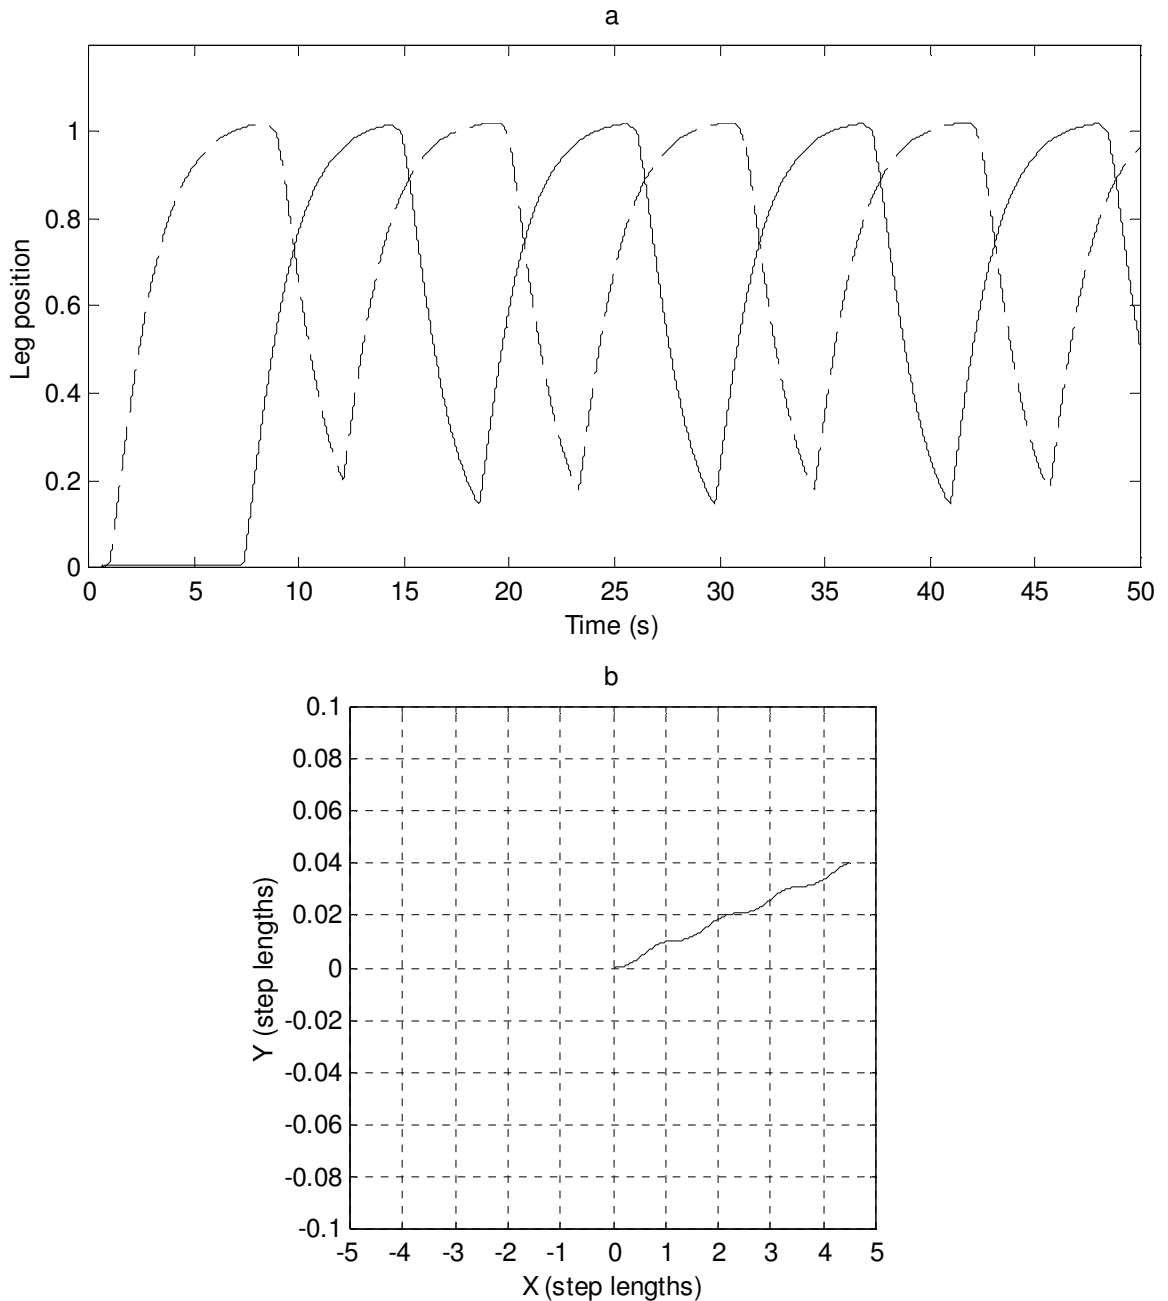 a
Leg position
1
0.8
0.6
0.4
0.2
0
0 5 10 15 20 25 30 35 40 45 50
Time (s)
b
Y (step lengths)
0.1
0.08
0.06
0.04
0.02
0
-0.02
-0.04
-0.06
-0.08
-0.1
-5 -4 -3 -2 -1 0 1 2 3 4 5
X (step lengths)